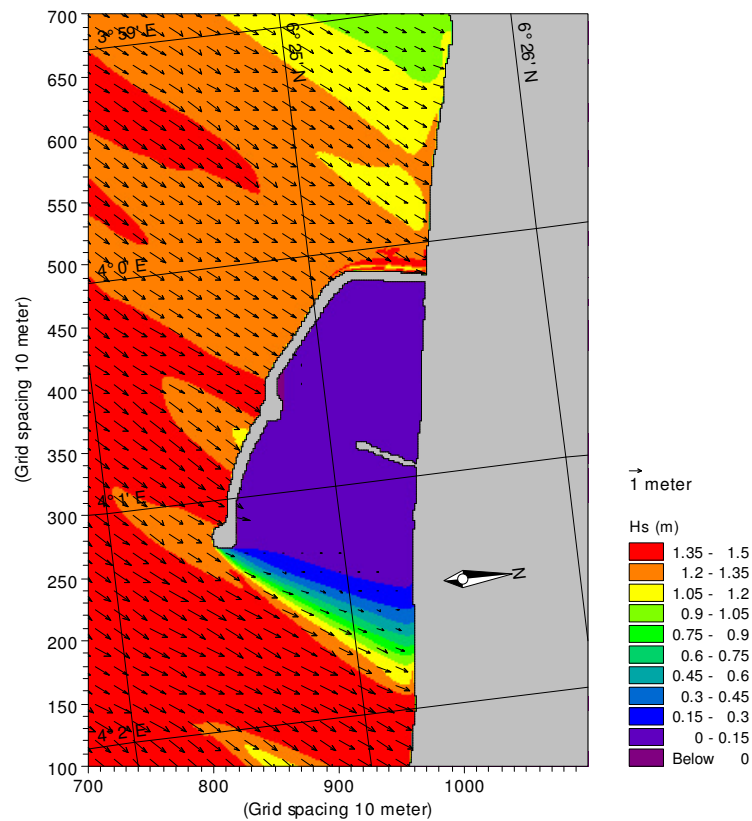 700
650
600
550
500
450
400
350
300
250
200
150
100
(Grid spacing 10 meter)
3° 59' E
4° 0' E
4° 1' E
4° 2' E
6° 25' N
6° 26' N
N
700 800 900 1000
(Grid spacing 10 meter)
1 meter
Hs (m)
1.35 - 1.5
1.2 - 1.35
1.05 - 1.2
0.9 - 1.05
0.75 - 0.9
0.6 - 0.75
0.45 - 0.6
0.3 - 0.45
0.15 - 0.3
0 - 0.15
Below 0